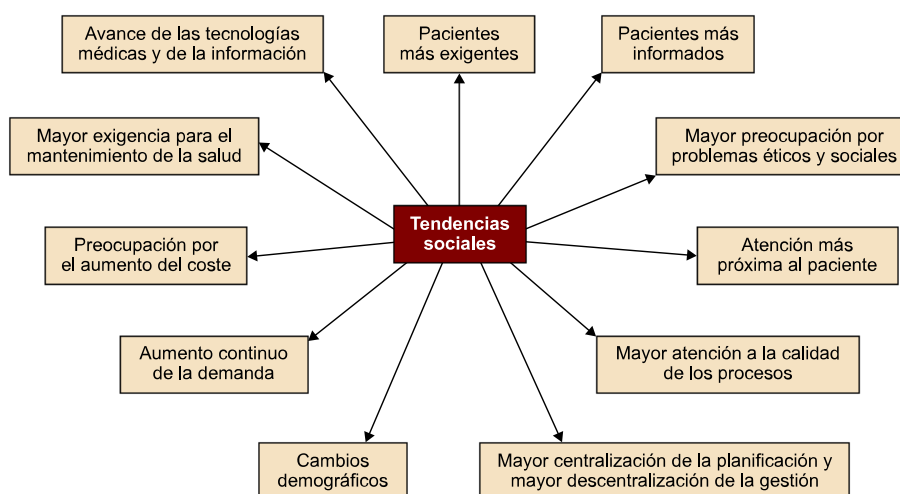 Avance de las tecnologías
médicas y de la información
Pacientes
más exigentes
Pacientes más
informados
Mayor exigencia para el
mantenimiento de la salud
Mayor preocupación por
problemas éticos y sociales
Tendencias
sociales
Preocupación por
el aumento del coste
Atención más
próxima al paciente
Aumento continuo
de la demanda
Mayor atención a la calidad
de los procesos
Cambios
demográficos
Mayor centralización de la planificación y
mayor descentralización de la gestión